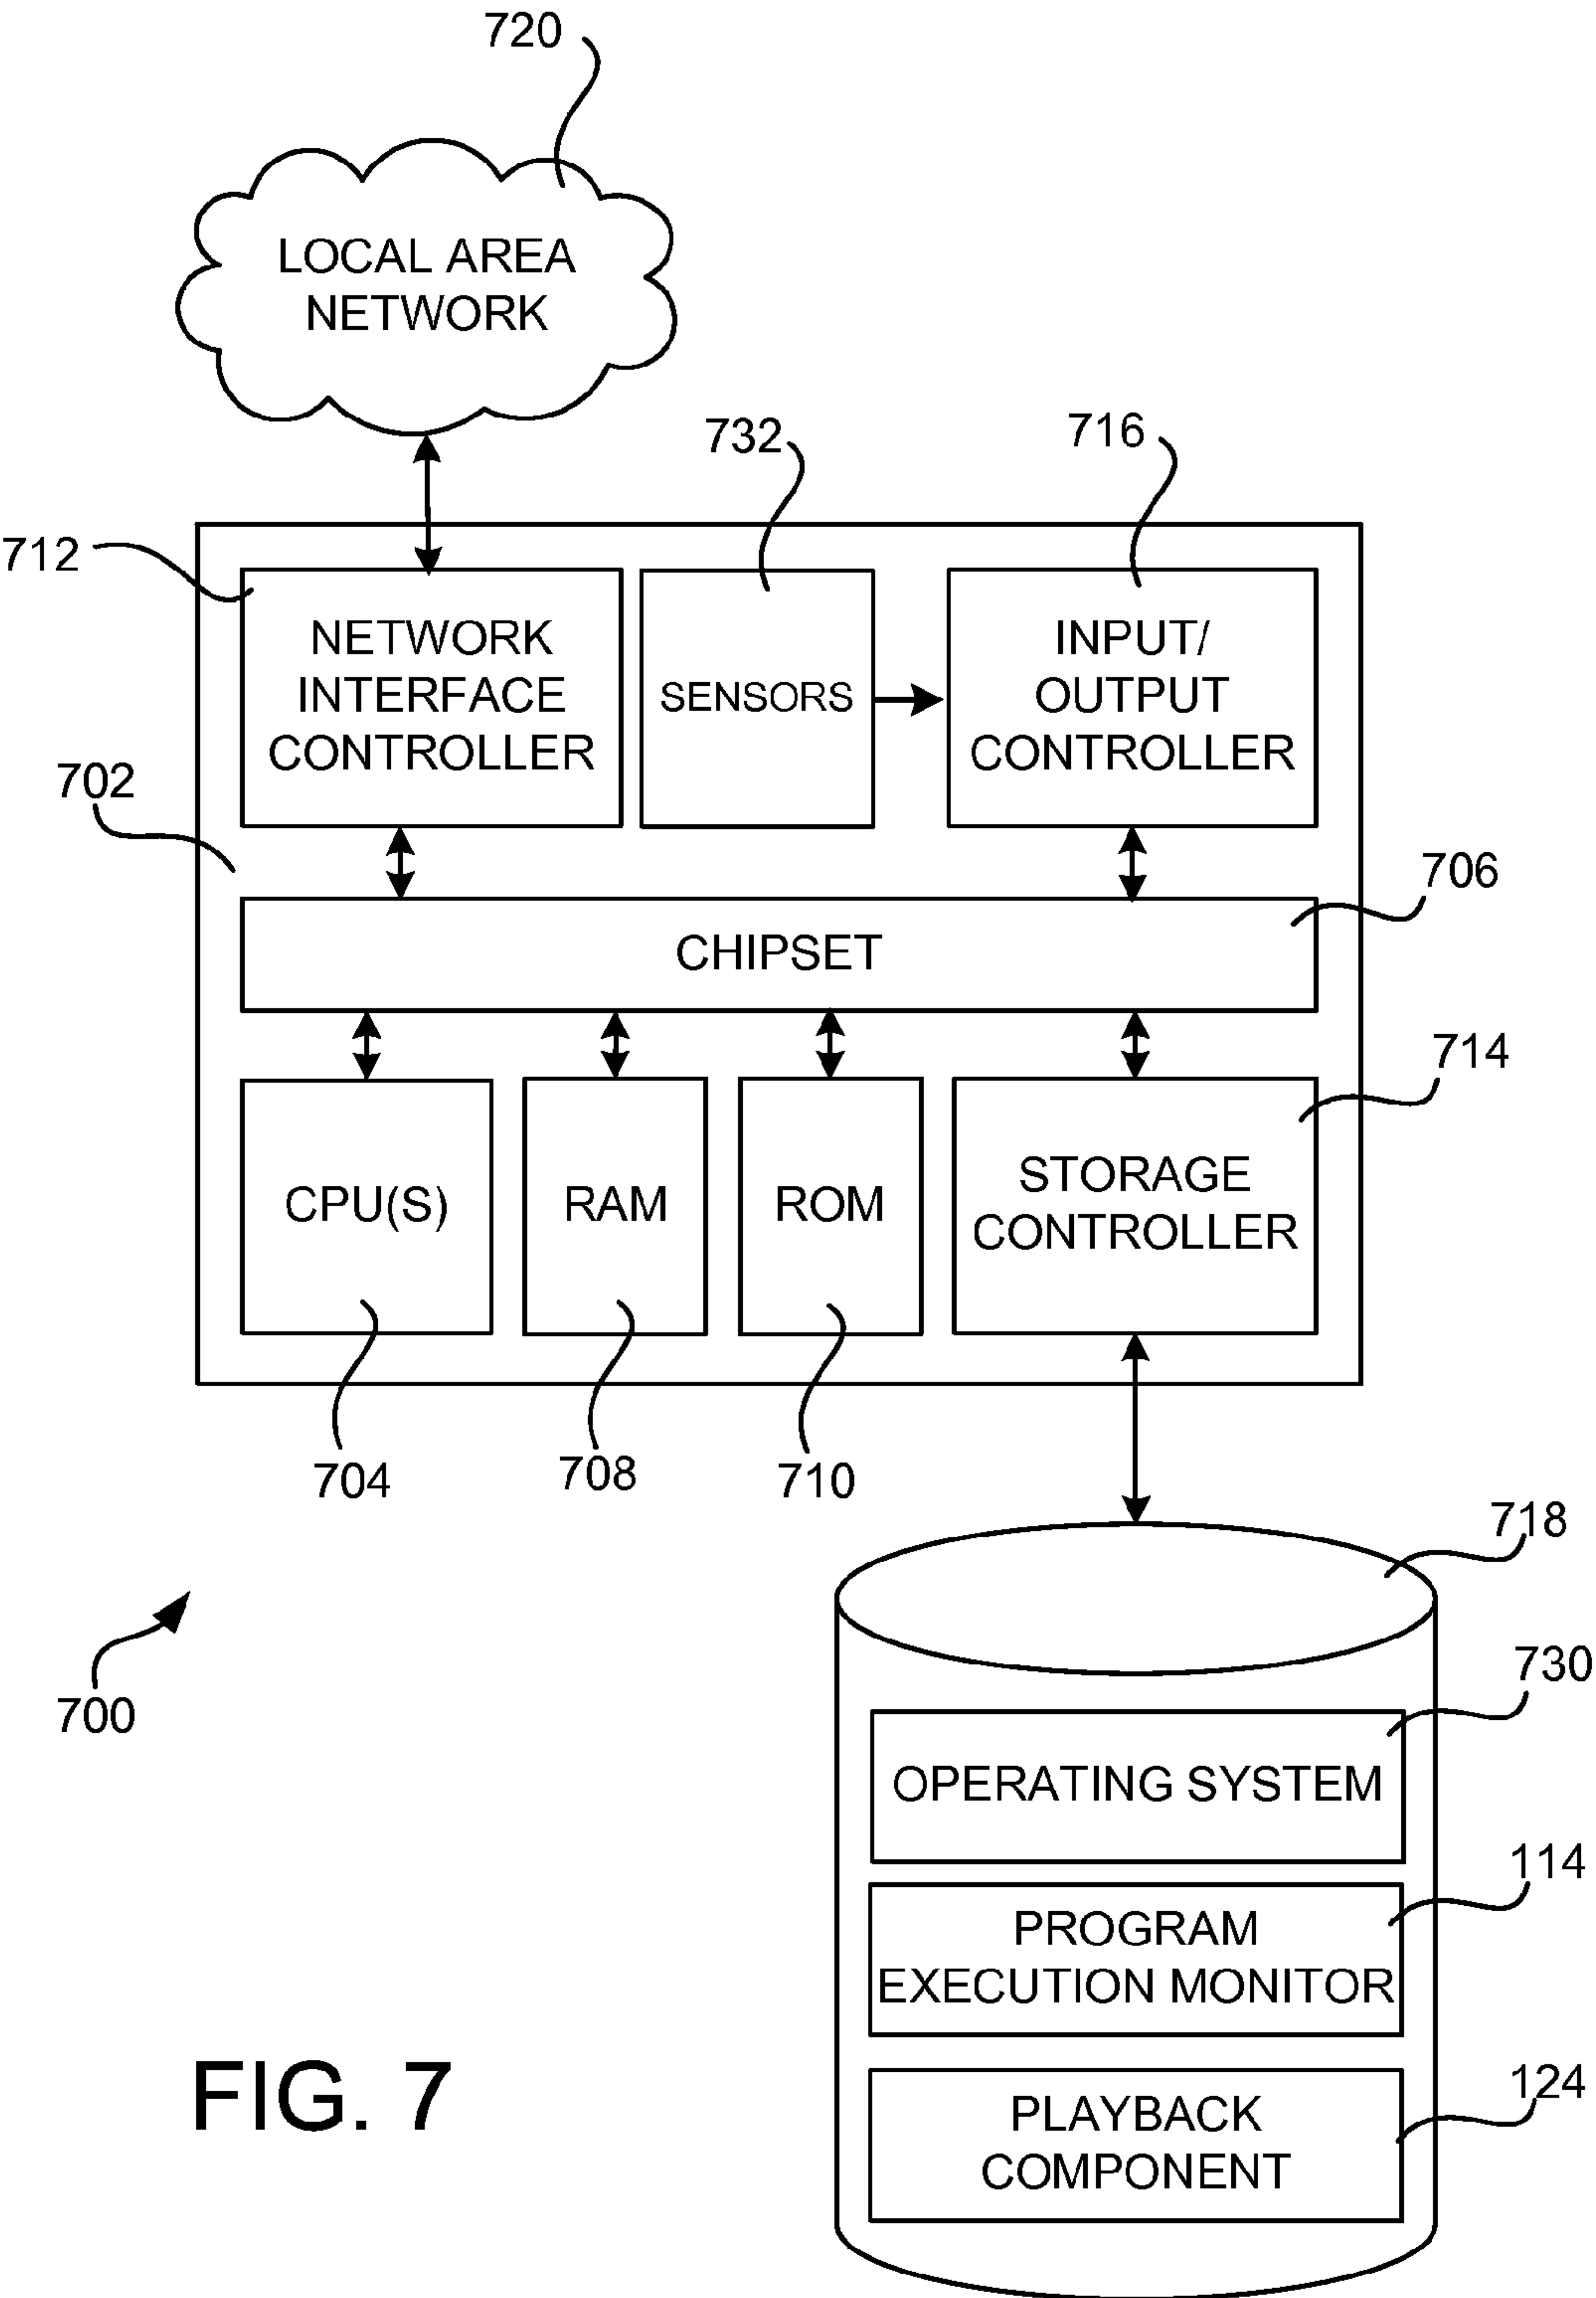 720
LOCAL AREA
NETWORK
732
716
712
NETWORK
INTERFACE
CONTROLLER
SENSORS
INPUT/
OUTPUT
CONTROLLER
702
706
CHIPSET
714
CPU(S)
RAM
ROM
STORAGE
CONTROLLER
704
708
710
718
700
730
OPERATING SYSTEM
114
PROGRAM
EXECUTION MONITOR
124
PLAYBACK
COMPONENT
FIG. 7